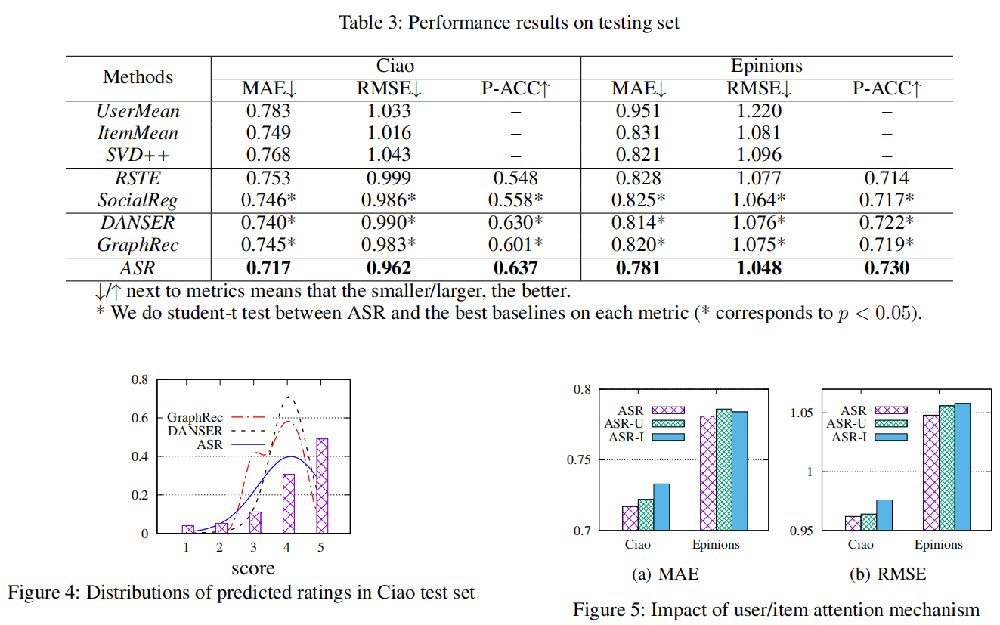 Table 3: Performance results on testing set
Methods Ciao Epinions
MAE↓ RMSE↓ P-ACC↑ MAE↓ RMSE↓ P-ACC↑
UserMean 0.783 1.033 – 0.951 1.220 –
ItemMean 0.749 1.016 – 0.831 1.081 –
SVD++ 0.768 1.043 – 0.821 1.096 –
RSTE 0.753 0.999 0.548 0.828 1.077 0.714
SocialReg 0.746* 0.986* 0.558* 0.825* 1.064* 0.717*
DANSER 0.740* 0.990* 0.630* 0.814* 1.076* 0.722*
GraphRec 0.745* 0.983* 0.601* 0.820* 1.075* 0.719*
ASR 0.717 0.962 0.637 0.781 1.048 0.730
↓/↑ next to metrics means that the smaller/larger, the better.
* We do student-t test between ASR and the best baselines on each metric (* corresponds to p < 0.05).
0.8
0.6
0.4
0.2
0
GraphRec
DANSER
ASR
1 2 3 4 5
score
Figure 4: Distributions of predicted ratings in Ciao test set
0.8
0.75
0.7
ASR
ASR-U
ASR-I
Ciao Epinions
(a) MAE
1.05
1
0.95
ASR
ASR-U
ASR-I
Ciao Epinions
(b) RMSE
Figure 5: Impact of user/item attention mechanism